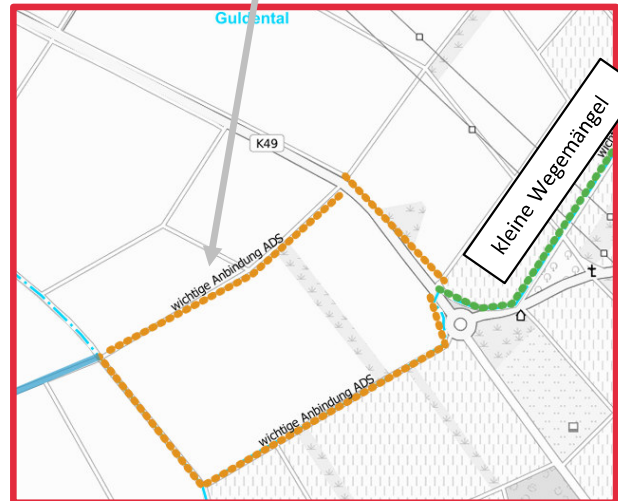 Guldental
K49
kleine Wegemängel
wichtige Anbindung ADS
wichtige Anbindung ADS